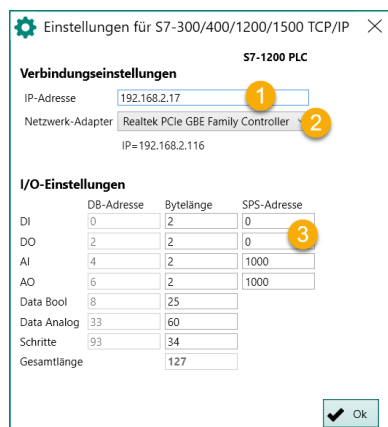 Einstellungen für S7-300/400/1200/1500 TCP/IP
S7-1200 PLC
Verbindungseinstellungen
IP-Adresse 192.168.2.17 1
Netzwerk-Adapter Realtek PCIe GBE Family Controller 2
IP=192.168.2.116
I/O-Einstellungen
DB-Adresse Bytelänge SPS-Adresse
DI 0 2 0
DO 2 2 0 3
AI 4 2 1000
AO 6 2 1000
Data Bool 8 25
Data Analog 33 60
Schritte 93 34
Gesamtlänge 127
Ok